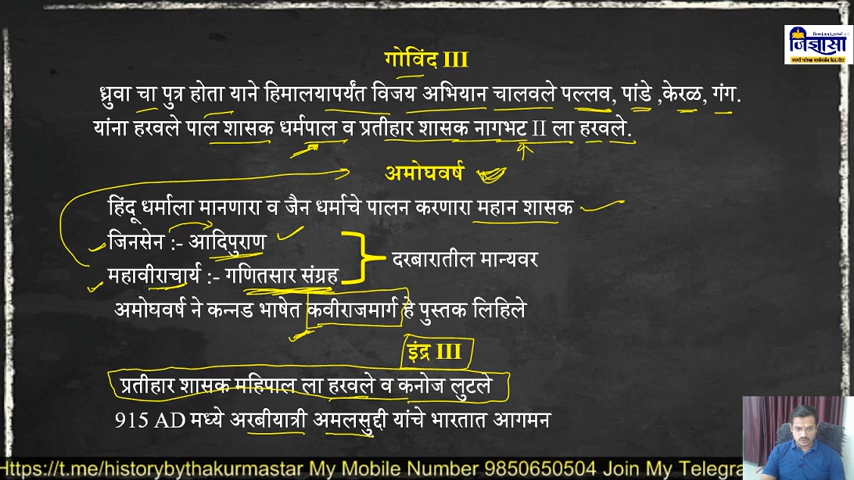 जिज्ञासा
गोविंद III
ध्रुवा चा पुत्र होता याने हिमालयापर्यंत विजय अभियान चालवले पल्लव, पांडे ,केरळ, गंग.
यांना हरवले पाल शासक धर्मपाल व प्रतीहार शासक नागभट II ला हरवले.
अमोघवर्ष
हिंदू धर्माला मानणारा व जैन धर्माचे पालन करणारा महान शासक
जिनसेन :- आदिपुराण
महावीराचार्य :- गणितसार संग्रह
दरबारातील मान्यवर
अमोघवर्ष ने कन्नड भाषेत कवीराजमार्ग हे पुस्तक लिहिले
इंद्र III
प्रतीहार शासक महिपाल ला हरवले व कनोज लुटले
915 AD मध्ये अरबीयात्री अमलसुद्दी यांचे भारतात आगमन
Https://t.me/historybythakurmastar My Mobile Number 9850650504 Join My Telegra